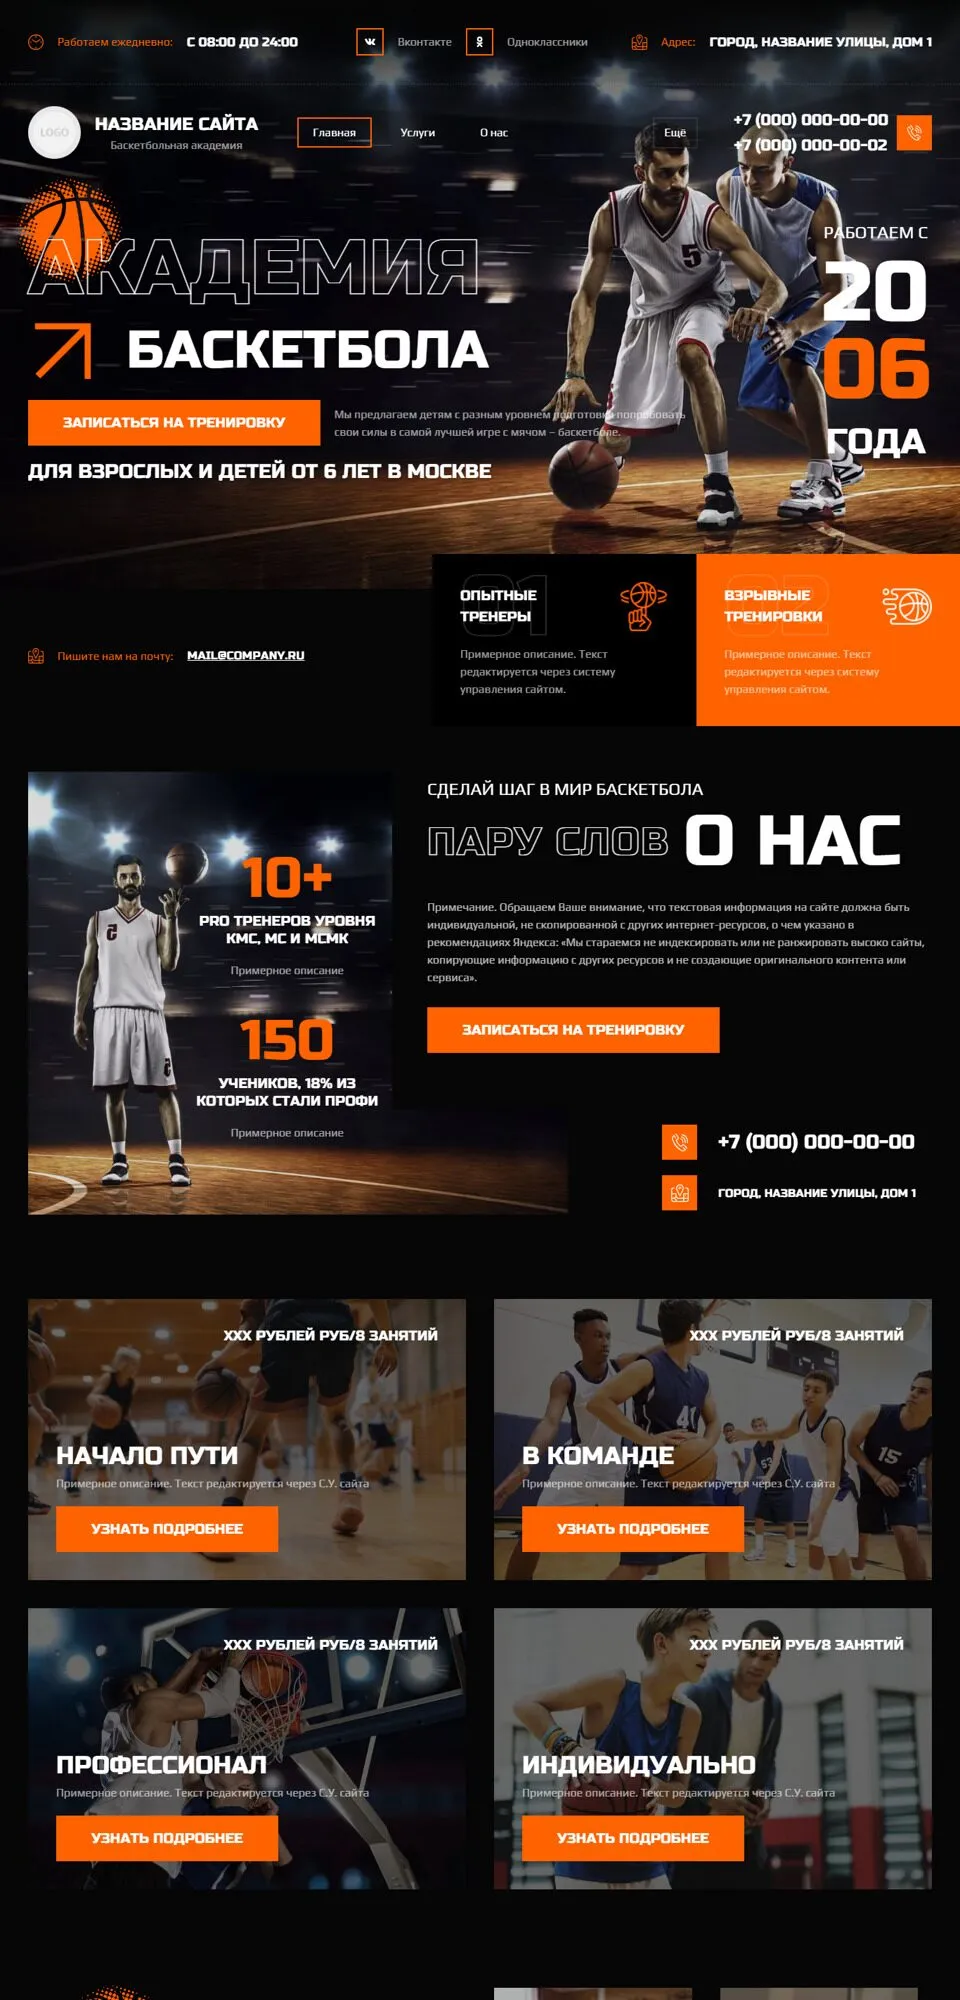 Работаем ежедневно: С 08:00 ДО 24:00
Вконтакте
Одноклассники
Адрес: ГОРОД, НАЗВАНИЕ УЛИЦЫ, ДОМ 1
LOGO
НАЗВАНИЕ САЙТА
Баскетбольная академия
Главная
Услуги
О нас
Ещё
+7 (000) 000-00-00
+7 (000) 000-00-02
АКАДЕМИЯ
БАСКЕТБОЛА
ЗАПИСАТЬСЯ НА ТРЕНИРОВКУ
Мы предлагаем детям с разным уровнем подготовки попробовать
свои силы в самой лучшей игре с мячом – баскетболе.
ДЛЯ ВЗРОСЛЫХ И ДЕТЕЙ ОТ 6 ЛЕТ В МОСКВЕ
5
РАБОТАЕМ С
20
06
ГОДА
Пишите нам на почту: MAIL@COMPANY.RU
01
ОПЫТНЫЕ
ТРЕНЕРЫ
Примерное описание. Текст
редактируется через систему
управления сайтом.
02
ВЗРЫВНЫЕ
ТРЕНИРОВКИ
Примерное описание. Текст
редактируется через систему
управления сайтом.
10+
PRO ТРЕНЕРОВ УРОВНЯ
КМС, МС И МСМК
Примерное описание
150
УЧЕНИКОВ, 18% ИЗ
КОТОРЫХ СТАЛИ ПРОФИ
Примерное описание
СДЕЛАЙ ШАГ В МИР БАСКЕТБОЛА
ПАРУ СЛОВ О НАС
Примечание. Обращаем Ваше внимание, что текстовая информация на сайте должна быть
индивидуальной, не скопированной с других интернет-ресурсов, о чем указано в
рекомендациях Яндекса: «Мы стараемся не индексировать или не ранжировать высоко сайты,
копирующие информацию с других ресурсов и не создающие оригинального контента или
сервиса».
ЗАПИСАТЬСЯ НА ТРЕНИРОВКУ
+7 (000) 000-00-00
ГОРОД, НАЗВАНИЕ УЛИЦЫ, ДОМ 1
XXX РУБЛЕЙ РУБ/8 ЗАНЯТИЙ
НАЧАЛО ПУТИ
Примерное описание. Текст редактируется через С.У. сайта
УЗНАТЬ ПОДРОБНЕЕ
XXX РУБЛЕЙ РУБ/8 ЗАНЯТИЙ
41
53
15
В КОМАНДЕ
Примерное описание. Текст редактируется через С.У. сайта
УЗНАТЬ ПОДРОБНЕЕ
XXX РУБЛЕЙ РУБ/8 ЗАНЯТИЙ
ПРОФЕССИОНАЛ
Примерное описание. Текст редактируется через С.У. сайта
УЗНАТЬ ПОДРОБНЕЕ
XXX РУБЛЕЙ РУБ/8 ЗАНЯТИЙ
ИНДИВИДУАЛЬНО
Примерное описание. Текст редактируется через С.У. сайта
УЗНАТЬ ПОДРОБНЕЕ